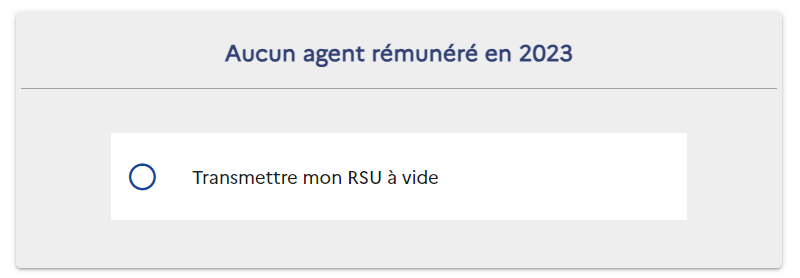 Aucun agent rémunéré en 2023
Transmettre mon RSU à vide